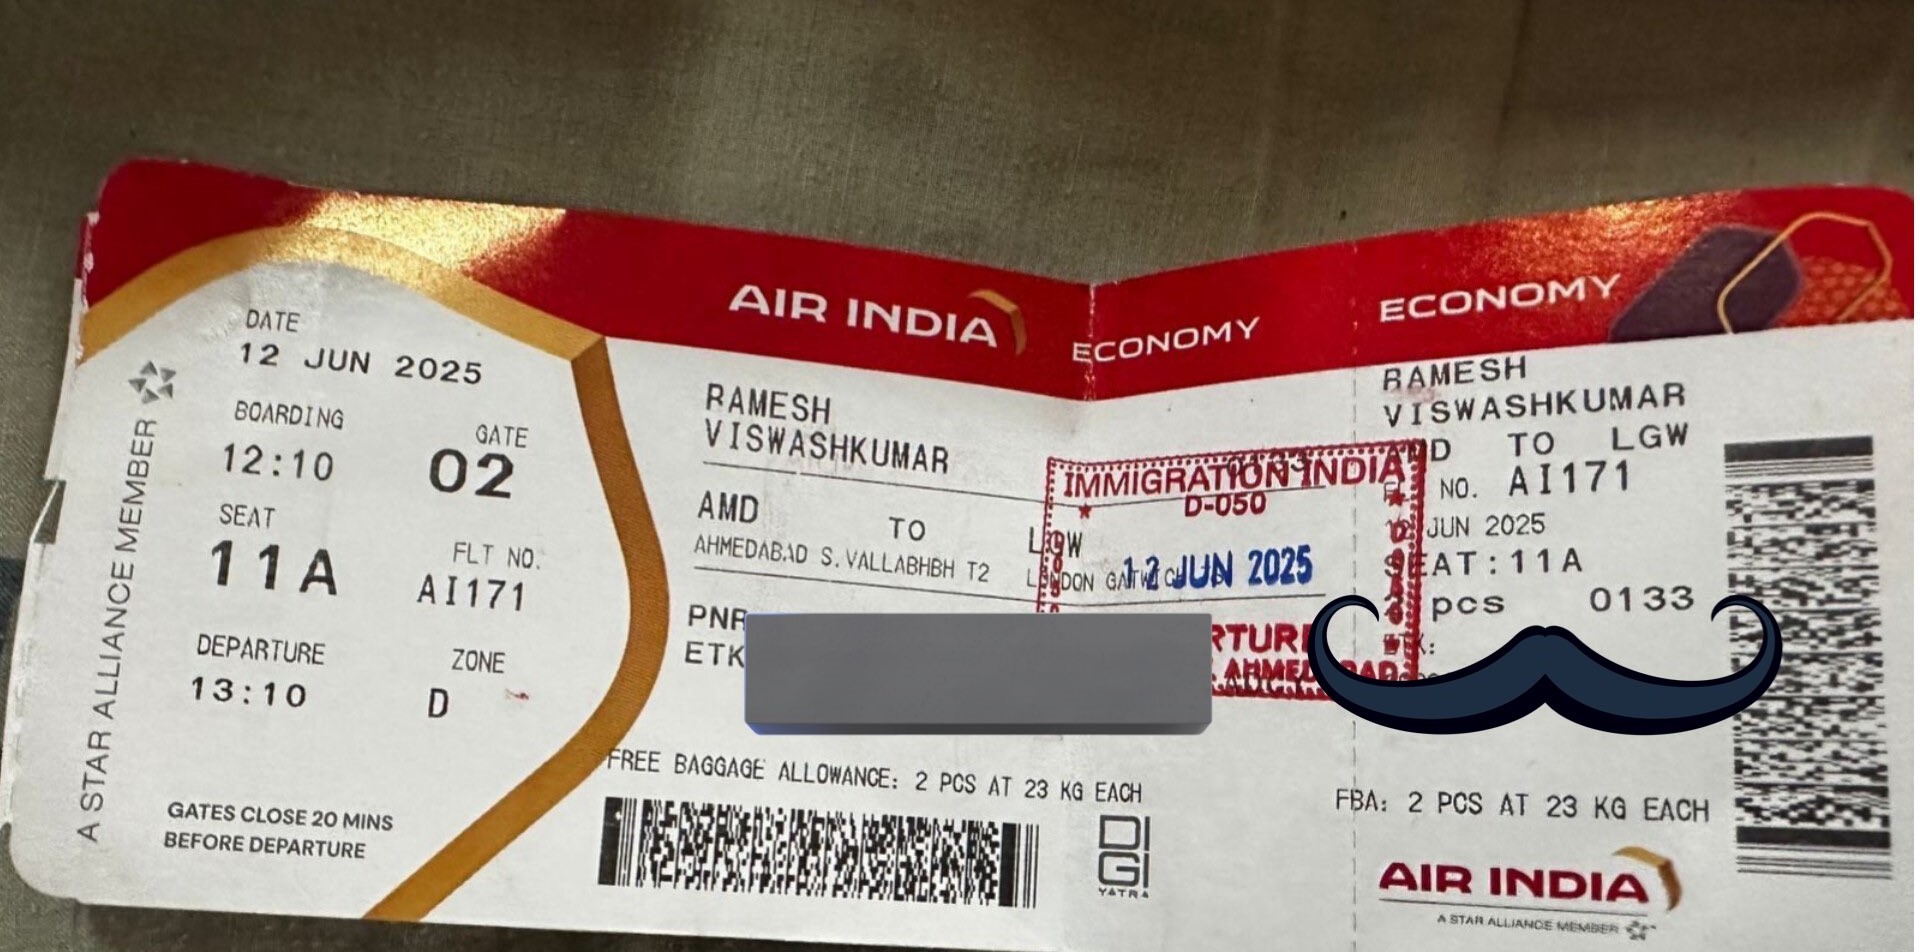 AIR INDIA
ECONOMY
ECONOMY
A STAR ALLIANCE MEMBER
DATE
12 JUN 2025
BOARDING
12:10
GATE
02
SEAT
11A
FLT NO.
AI171
DEPARTURE
13:10
ZONE
D
GATES CLOSE 20 MINS
BEFORE DEPARTURE
RAMESH
VISWASHKUMAR
AMD TO LGW
AHMEDABAD S.VALLABHBH T2
PNR
ETK
FREE BAGGAGE ALLOWANCE: 2 PCS AT 23 KG EACH
DIGI
YATRA
IMMIGRATION INDIA
D-050
12 JUN 2025
RAMESH
VISWASHKUMAR
TO LGW
NO. AI171
JUN 2025
SEAT:11A
pcs 0133
FBA: 2 PCS AT 23 KG EACH
AIR INDIA
A STAR ALLIANCE MEMBER